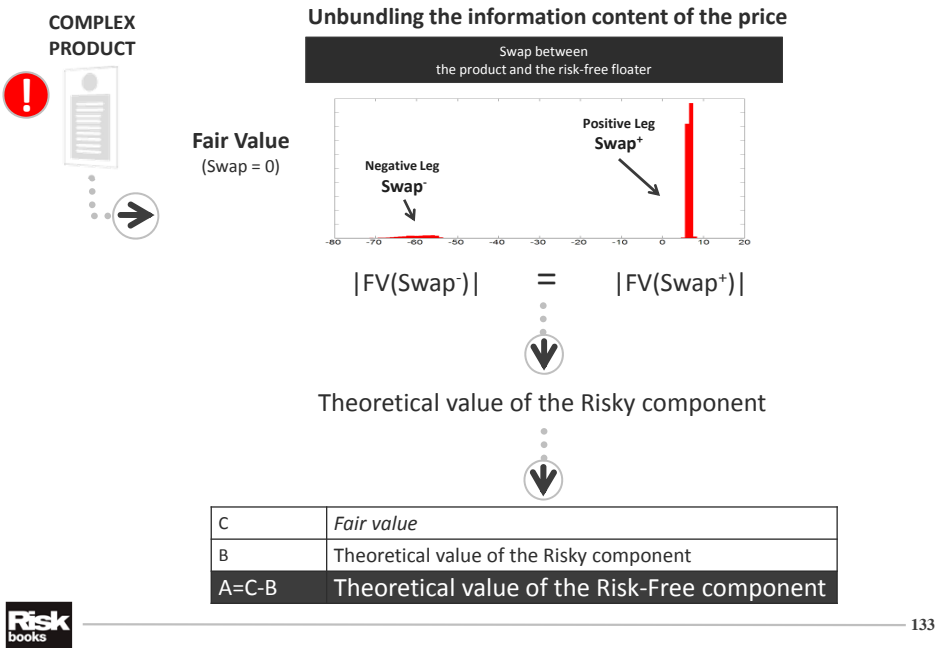 Unbundling the information content of the price
COMPLEX
PRODUCT
!
Swap between
the product and the risk-free floater
Fair Value
(Swap = 0)
Negative Leg
Swap⁻
Positive Leg
Swap⁺
-80 -70 -60 -50 -40 -30 -20 -10 0 10 20
|FV(Swap⁻)| = |FV(Swap⁺)|
Theoretical value of the Risky component
C Fair value
B Theoretical value of the Risky component
A=C-B Theoretical value of the Risk-Free component
Risk
books
133